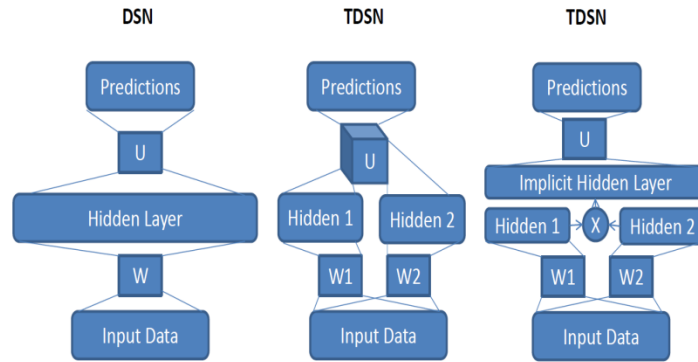 DSN
Predictions
U
Hidden Layer
W
Input Data
TDSN
Predictions
U
Hidden 1
Hidden 2
W1
W2
Input Data
TDSN
Predictions
U
Implicit Hidden Layer
Hidden 1
X
Hidden 2
W1
W2
Input Data